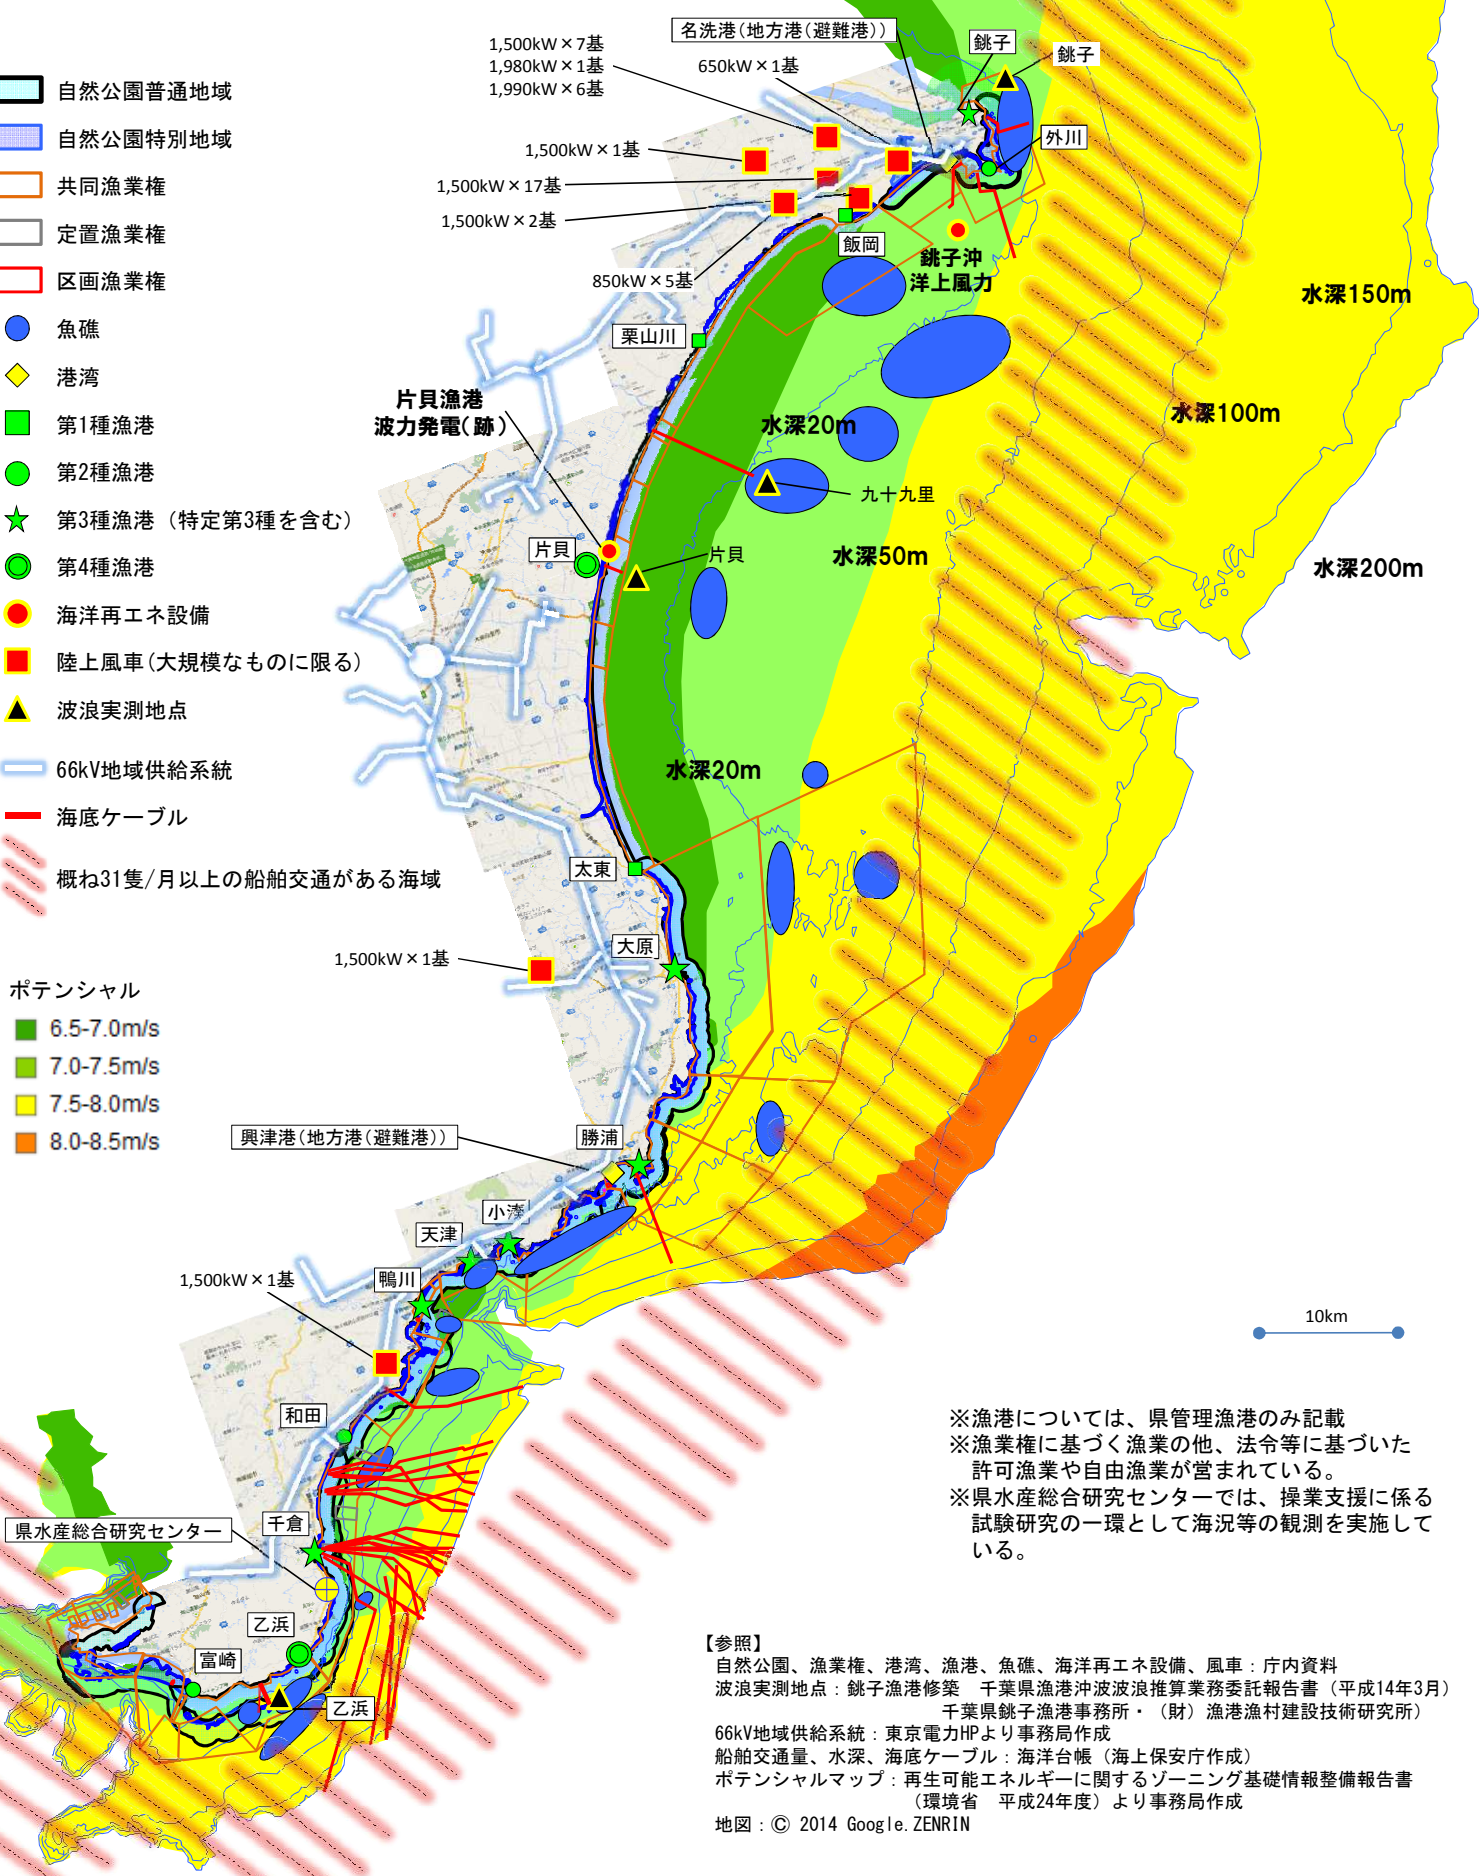 自然公園普通地域
自然公園特別地域
共同漁業権
定置漁業権
区画漁業権
魚礁
港湾
第1種漁港
第2種漁港
第3種漁港（特定第3種を含む）
第4種漁港
海洋再エネ設備
陸上風車(大規模なものに限る)
波浪実測地点
66kV地域供給系統
海底ケーブル
概ね31隻/月以上の船舶交通がある海域
ポテンシャル
6.5-7.0m/s
7.0-7.5m/s
7.5-8.0m/s
8.0-8.5m/s
1,500kW×7基
1,980kW×1基
1,990kW×6基
650kW×1基
名洗港(地方港(避難港))
銚子
銚子
外川
1,500kW×1基
1,500kW×17基
1,500kW×2基
850kW×5基
飯岡
銚子沖
洋上風力
栗山川
片貝漁港
波力発電(跡)
水深20m
水深150m
水深100m
九十九里
片貝
片貝
水深50m
水深200m
水深20m
太東
大原
1,500kW×1基
興津港(地方港(避難港))
勝浦
小湊
天津
鴨川
1,500kW×1基
和田
千倉
県水産総合研究センター
乙浜
富崎
乙浜
10km
※漁港については、県管理漁港のみ記載
※漁業権に基づく漁業の他、法令等に基づいた
許可漁業や自由漁業が営まれている。
※県水産総合研究センターでは、操業支援に係る
試験研究の一環として海況等の観測を実施して
いる。
【参照】
自然公園、漁業権、港湾、漁港、魚礁、海洋再エネ設備、風車：庁内資料
波浪実測地点：銚子漁港修築　千葉県漁港沖波波浪推算業務委託報告書（平成14年3月）
千葉県銚子漁港事務所・（財）漁港漁村建設技術研究所）
66kV地域供給系統：東京電力HPより事務局作成
船舶交通量、水深、海底ケーブル：海洋台帳（海上保安庁作成）
ポテンシャルマップ：再生可能エネルギーに関するゾーニング基礎情報整備報告書
（環境省　平成24年度）より事務局作成
地図：© 2014 Google.ZENRIN